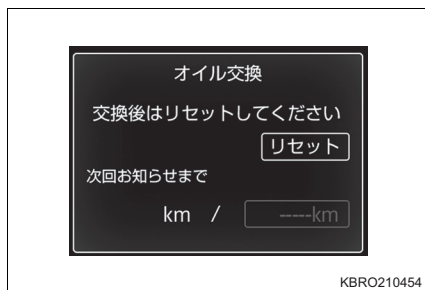 オイル交換
交換後はリセットしてください
リセット
次回お知らせまで
km / -----km
KBRO210454